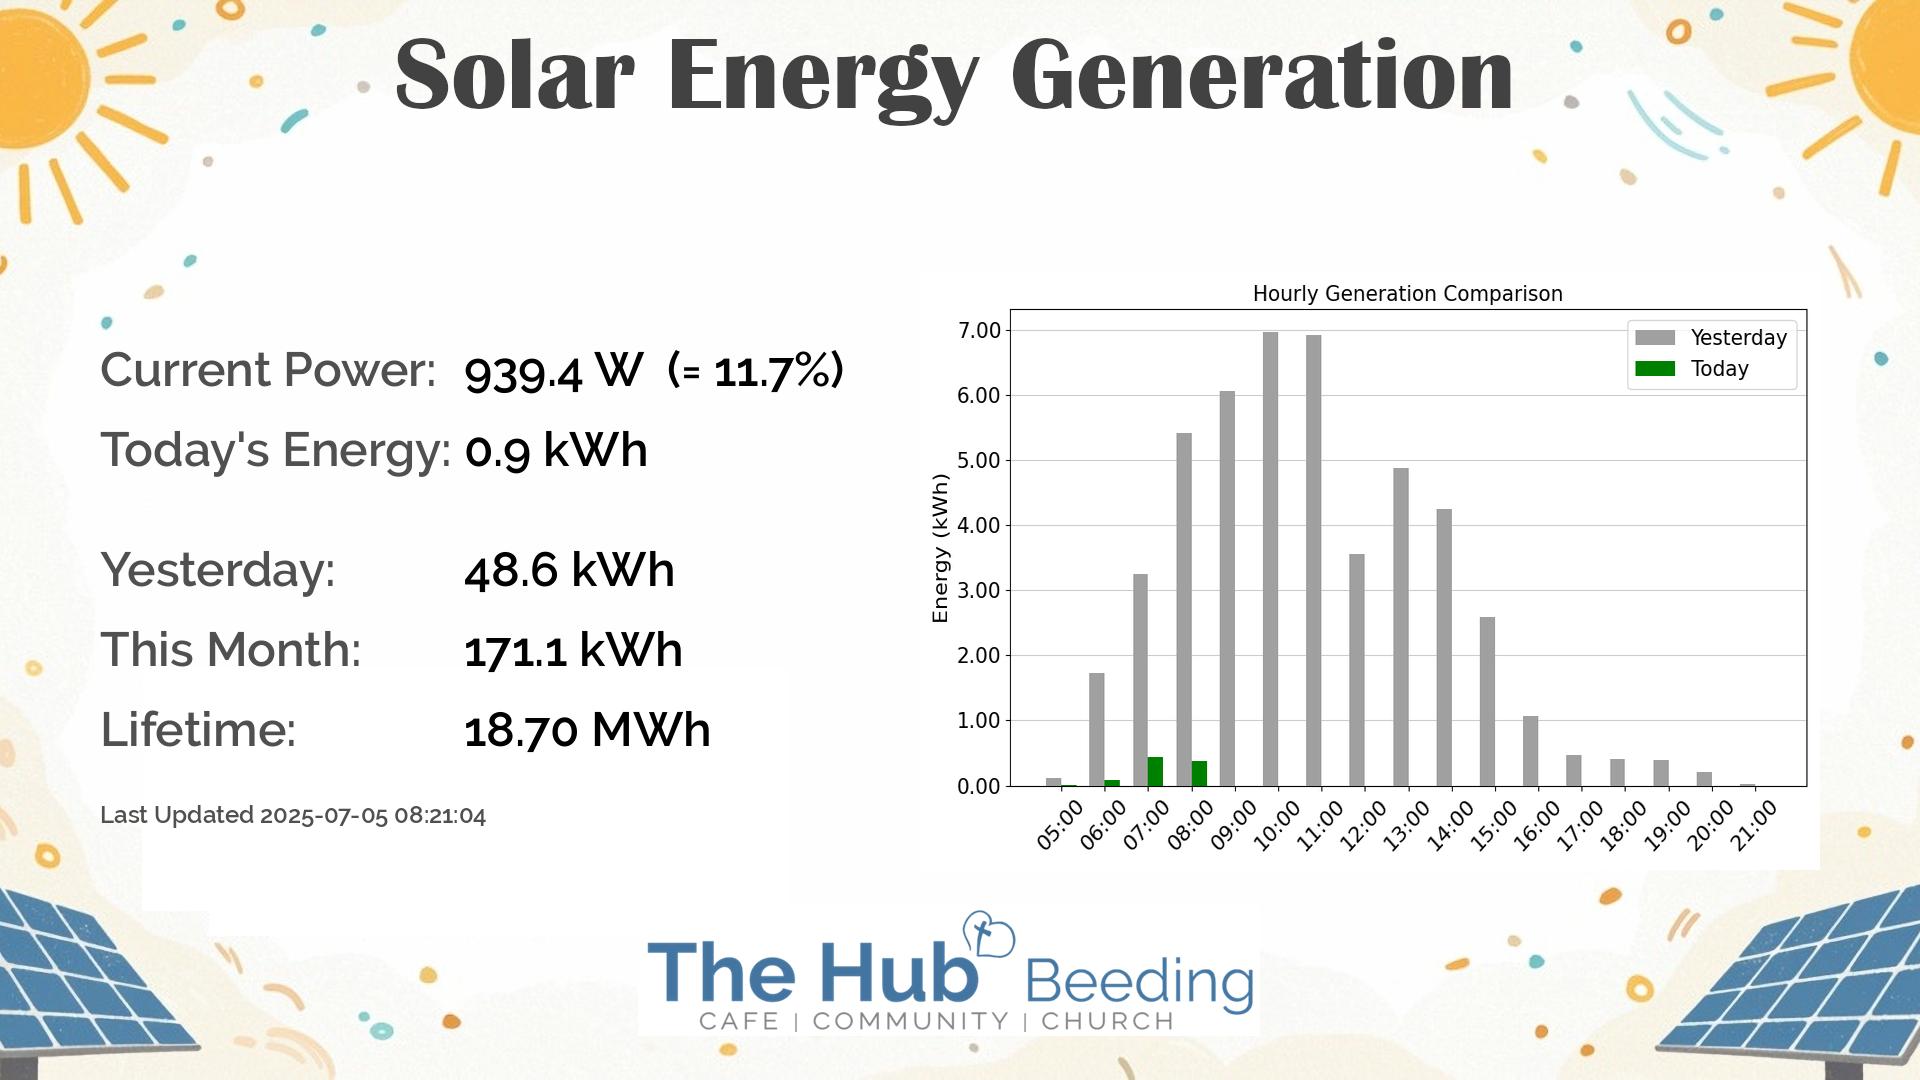 Solar Energy Generation
Current Power: 939.4 W (= 11.7%)
Today's Energy: 0.9 kWh
Yesterday: 48.6 kWh
This Month: 171.1 kWh
Lifetime: 18.70 MWh
Last Updated 2025-07-05 08:21:04
Hourly Generation Comparison
Yesterday
Today
Energy (kWh)
7.00
6.00
5.00
4.00
3.00
2.00
1.00
0.00
05:00 06:00 07:00 08:00 09:00 10:00 11:00 12:00 13:00 14:00 15:00 16:00 17:00 18:00 19:00 20:00 21:00
The Hub Beeding
CAFE | COMMUNITY | CHURCH